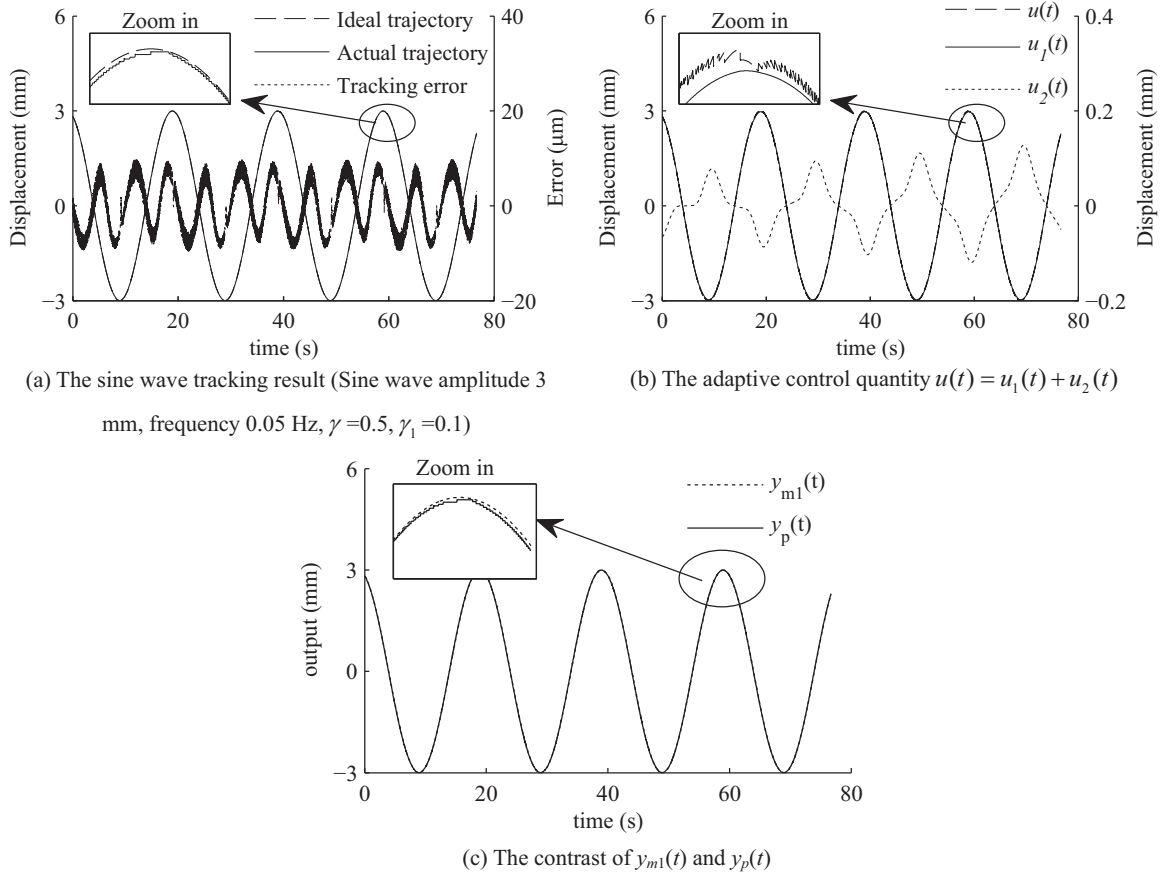 6
3
0
−3
Displacement (mm)
40
20
0
−20
Error (μm)
Zoom in
Ideal trajectory
Actual trajectory
Tracking error
0
20
40
60
80
time (s)
(a) The sine wave tracking result (Sine wave amplitude 3
mm, frequency 0.05 Hz, γ =0.5, γ₁ =0.1)
6
3
0
−3
Displacement (mm)
0.4
0.2
0
−0.2
Displacement (mm)
Zoom in
u(t)
u₁(t)
u₂(t)
0
20
40
60
80
time (s)
(b) The adaptive control quantity u(t) = u₁(t) + u₂(t)
6
3
0
−3
output (mm)
Zoom in
y_m1(t)
y_p(t)
0
20
40
60
80
time (s)
(c) The contrast of y_m1(t) and y_p(t)